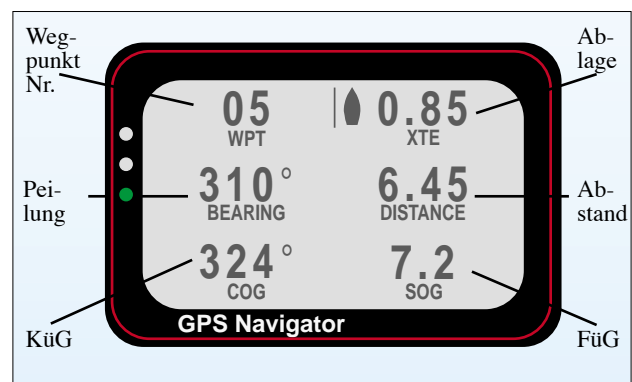 Weg-
punkt
Nr.
Ab-
lage
05
WPT
0.85
XTE
Pei-
lung
310°
BEARING
6.45
DISTANCE
Ab-
stand
324°
COG
7.2
SOG
KüG
FüG
GPS Navigator